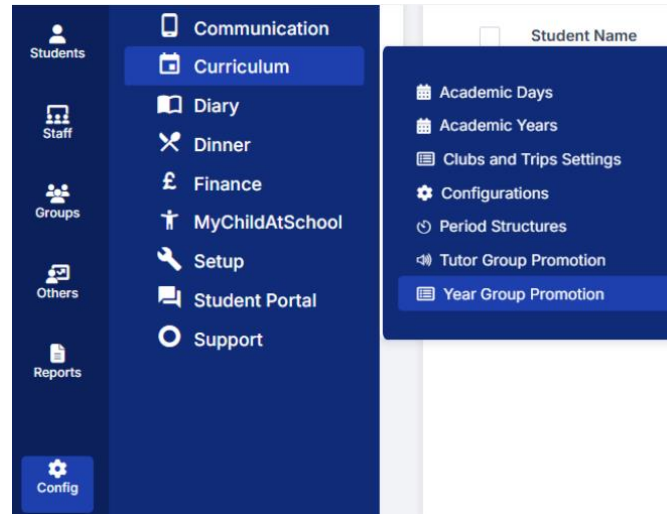 Students
Staff
Groups
Others
Reports
Config
Communication
Curriculum
Diary
Dinner
£ Finance
MyChildAtSchool
Setup
Student Portal
Support
Student Name
Academic Days
Academic Years
Clubs and Trips Settings
Configurations
Period Structures
Tutor Group Promotion
Year Group Promotion